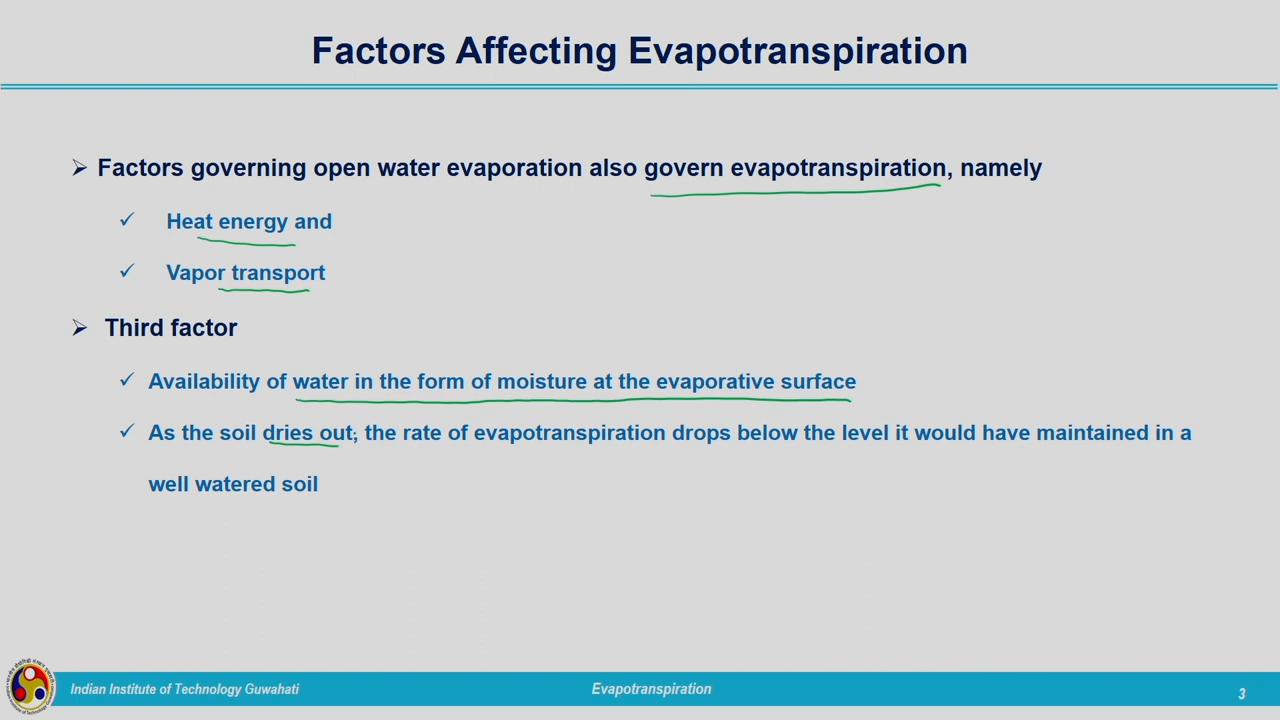 Factors Affecting Evapotranspiration
➢ Factors governing open water evaporation also govern evapotranspiration, namely
✓ Heat energy and
✓ Vapor transport
➢ Third factor
✓ Availability of water in the form of moisture at the evaporative surface
✓ As the soil dries out, the rate of evapotranspiration drops below the level it would have maintained in a
well watered soil
Indian Institute of Technology Guwahati
Evapotranspiration
3